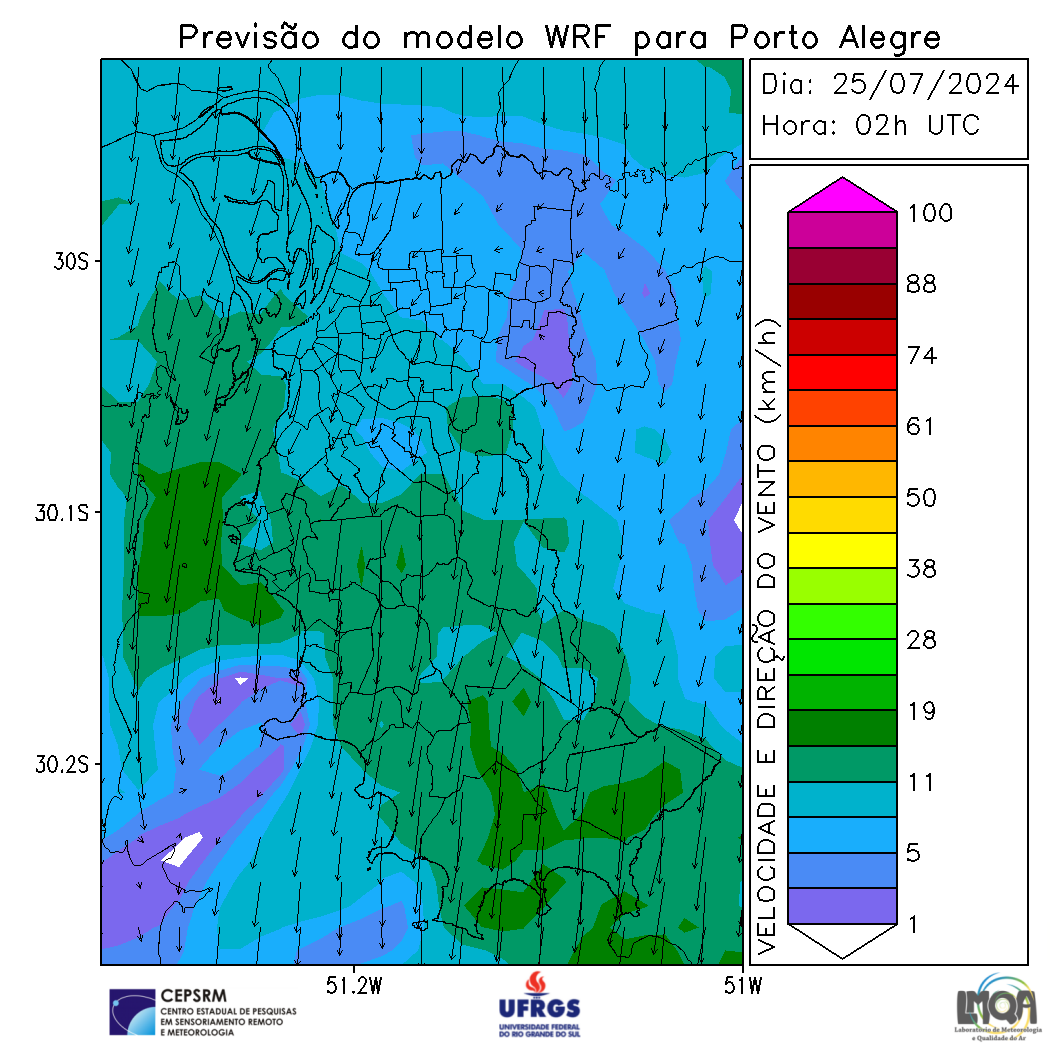 Previsão do modelo WRF para Porto Alegre
Dia: 25/07/2024
Hora: 02h UTC
30S
30.1S
30.2S
51.2W
51W
VELOCIDADE E DIREÇÃO DO VENTO (km/h)
100
88
74
61
50
38
28
19
11
5
1
CEPSRM
CENTRO ESTADUAL DE PESQUISAS
EM SENSORIAMENTO REMOTO
E METEOROLOGIA
UFRGS
UNIVERSIDADE FEDERAL
DO RIO GRANDE DO SUL
LMQA
Laboratório de Meteorologia
e Qualidade do Ar